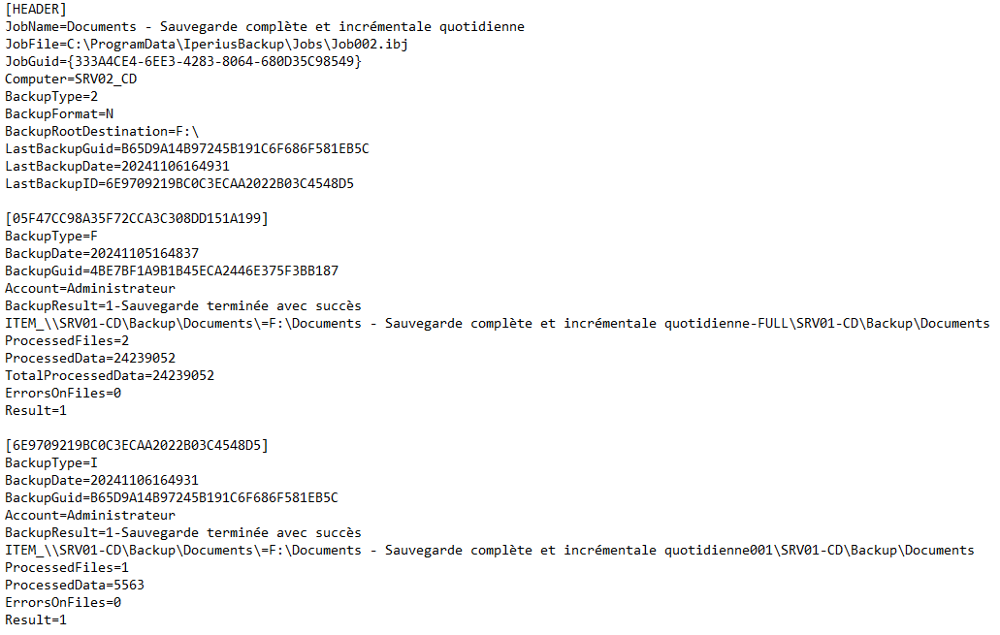 [HEADER]
JobName=Documents - Sauvegarde complète et incrémentale quotidienne
JobFile=C:\ProgramData\IperiusBackup\Jobs\Job002.ibj
JobGuid={333A4CE4-6EE3-4283-8064-680D35C98549}
Computer=SRV02_CD
BackupType=2
BackupFormat=N
BackupRootDestination=F:\
LastBackupGuid=B65D9A14B97245B191C6F686F581EB5C
LastBackupDate=20241106164931
LastBackupID=6E9709219BC0C3ECAA2022B03C4548D5

[05F47CC98A35F72CCA3C308DD151A199]
BackupType=F
BackupDate=20241105164837
BackupGuid=4BE7BF1A9B1B45ECA2446E375F3BB187
Account=Administrateur
BackupResult=1-Sauvegarde terminée avec succès
ITEM_\\SRV01-CD\Backup\Documents\=F:\Documents - Sauvegarde complète et incrémentale quotidienne-FULL\SRV01-CD\Backup\Documents
ProcessedFiles=2
ProcessedData=24239052
TotalProcessedData=24239052
ErrorsOnFiles=0
Result=1

[6E9709219BC0C3ECAA2022B03C4548D5]
BackupType=I
BackupDate=20241106164931
BackupGuid=B65D9A14B97245B191C6F686F581EB5C
Account=Administrateur
BackupResult=1-Sauvegarde terminée avec succès
ITEM_\\SRV01-CD\Backup\Documents\=F:\Documents - Sauvegarde complète et incrémentale quotidienne001\SRV01-CD\Backup\Documents
ProcessedFiles=1
ProcessedData=5563
ErrorsOnFiles=0
Result=1